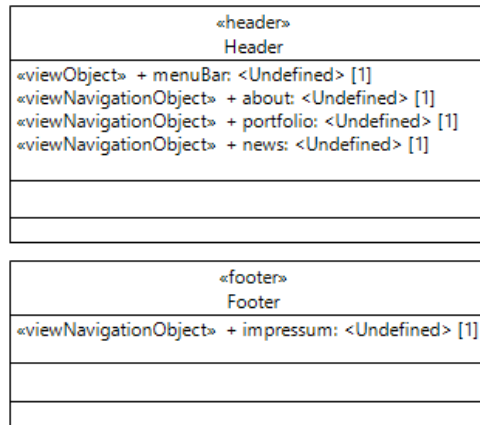 «header»
Header
«viewObject» + menuBar: <Undefined> [1]
«viewNavigationObject» + about: <Undefined> [1]
«viewNavigationObject» + portfolio: <Undefined> [1]
«viewNavigationObject» + news: <Undefined> [1]
«footer»
Footer
«viewNavigationObject» + impressum: <Undefined> [1]